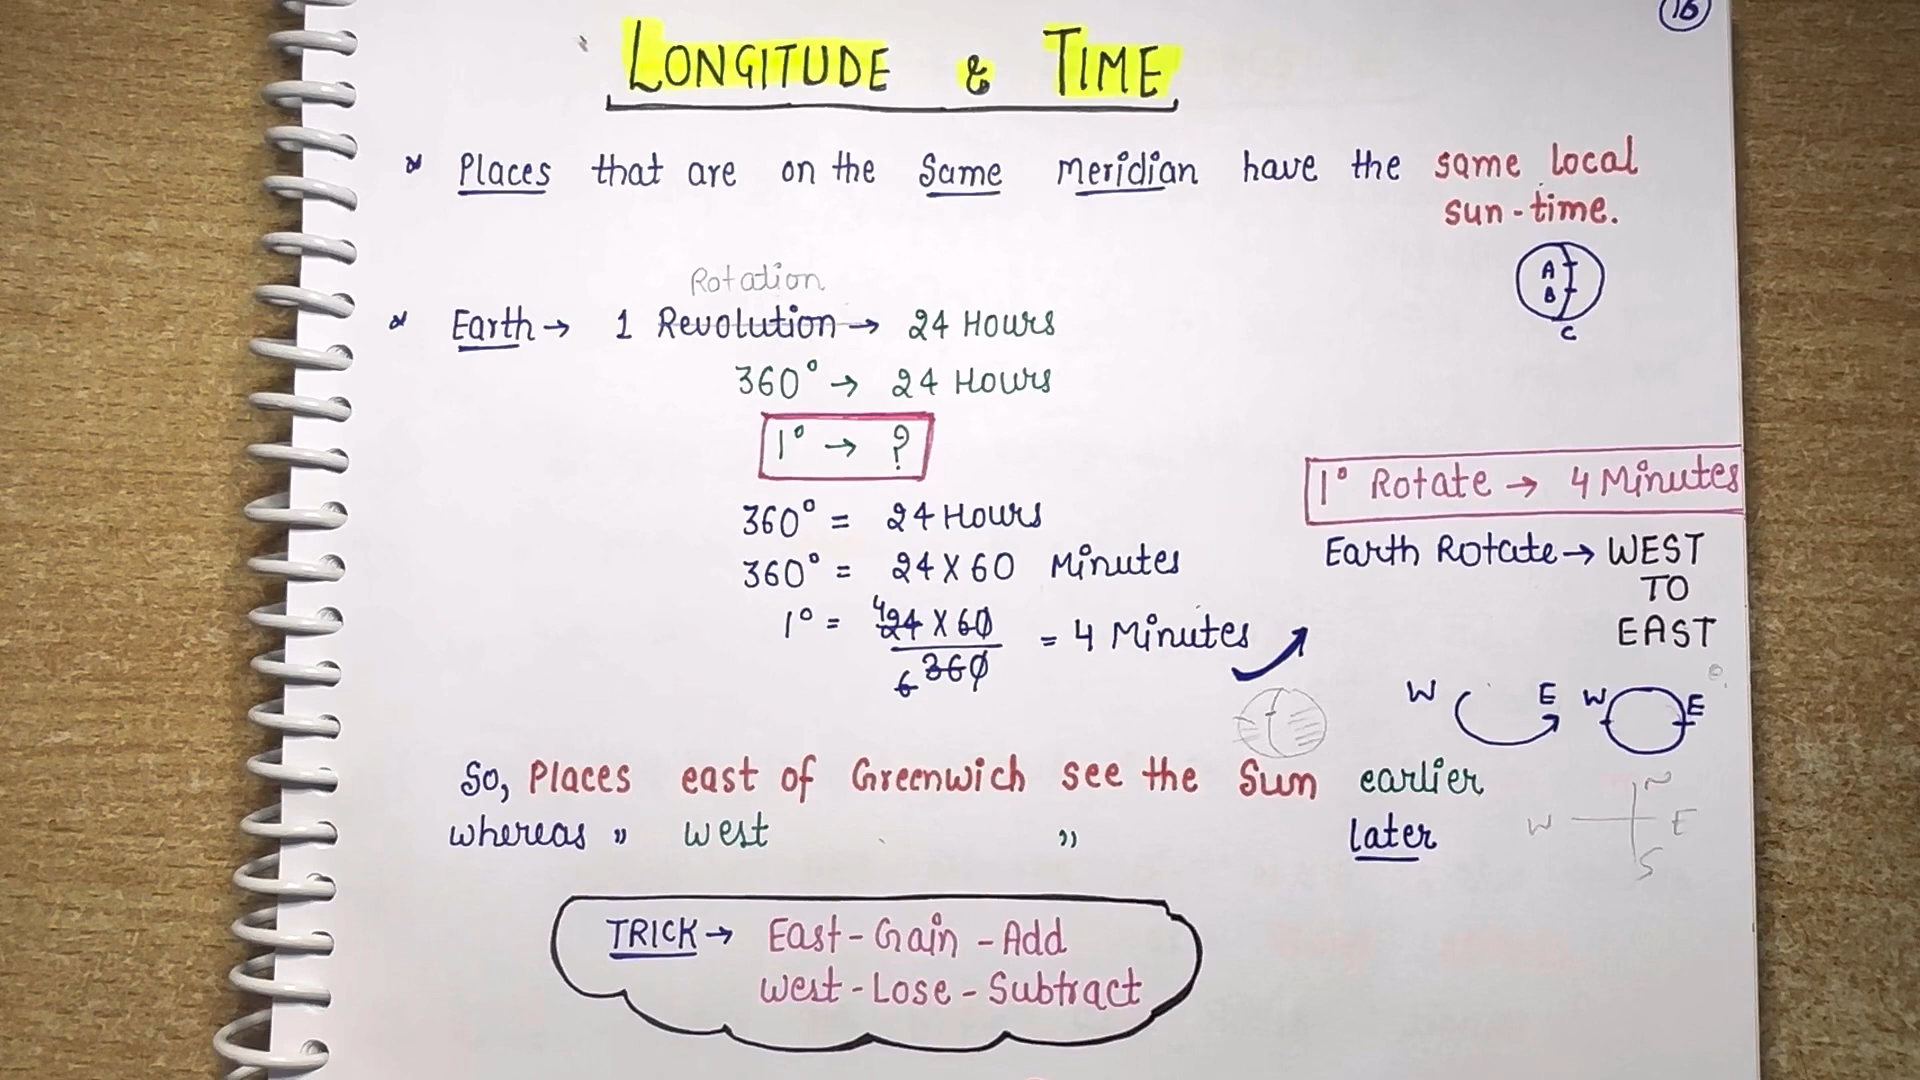 16
LONGITUDE & TIME
Places that are on the Same Meridian have the same local
sun-time.
A
B
C
Rotation
Earth → 1 Revolution → 24 Hours
360° → 24 Hours
1° → ?
1° Rotate → 4 Minutes
360° = 24 Hours
Earth Rotate → WEST
TO
EAST
360° = 24 X 60 Minutes
1° = 24 X 60 / 360 = 4 Minutes
4
6
W E W E
So, Places east of Greenwich see the Sun earlier
whereas " west " later
N
W E
S
TRICK → East - Gain - Add
West - Lose - Subtract